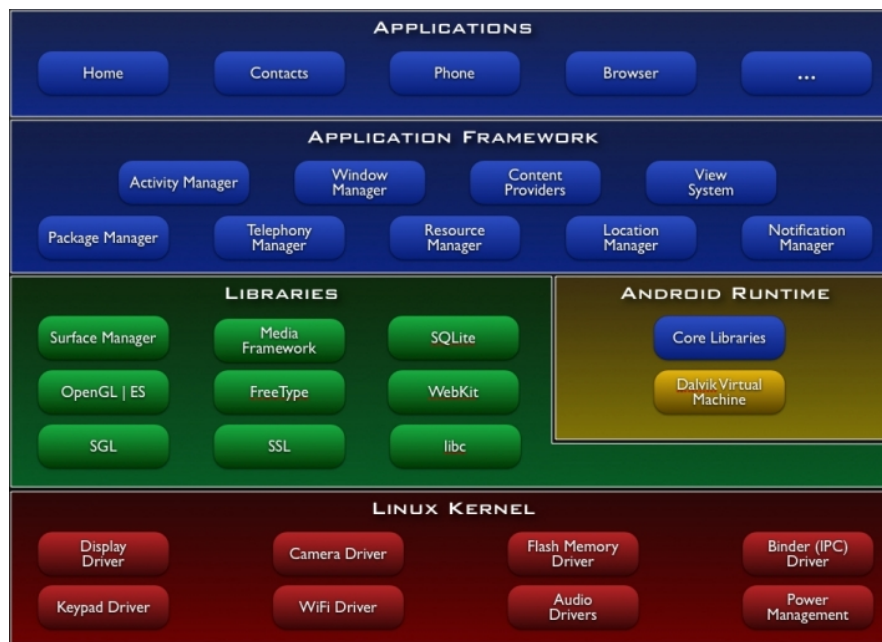 APPLICATIONS
Home
Contacts
Phone
Browser
...
APPLICATION FRAMEWORK
Activity Manager
Window
Manager
Content
Providers
View
System
Package Manager
Telephony
Manager
Resource
Manager
Location
Manager
Notification
Manager
LIBRARIES
Surface Manager
Media
Framework
SQLite
OpenGL | ES
FreeType
WebKit
SGL
SSL
libc
ANDROID RUNTIME
Core Libraries
Dalvik Virtual
Machine
LINUX KERNEL
Display
Driver
Camera Driver
Flash Memory
Driver
Binder (IPC)
Driver
Keypad Driver
WiFi Driver
Audio
Drivers
Power
Management